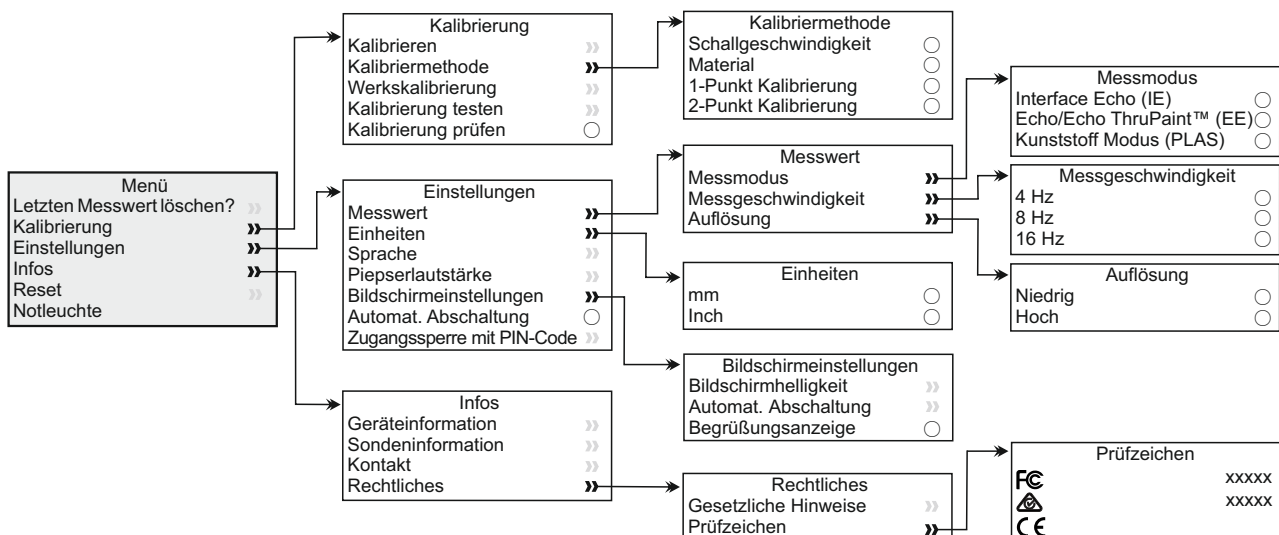 Menü
Letzten Messwert löschen?
Kalibrierung
Einstellungen
Infos
Reset
Notleuchte
Kalibrierung
Kalibrieren
Kalibriermethode
Werkskalibrierung
Kalibrierung testen
Kalibrierung prüfen
Einstellungen
Messwert
Einheiten
Sprache
Piepserlautstärke
Bildschirmeinstellungen
Automat. Abschaltung
Zugangssperre mit PIN-Code
Infos
Geräteinformation
Sondeninformation
Kontakt
Rechtliches
Kalibriermethode
Schallgeschwindigkeit
Material
1-Punkt Kalibrierung
2-Punkt Kalibrierung
Messwert
Messmodus
Messgeschwindigkeit
Auflösung
Einheiten
mm
Inch
Bildschirmeinstellungen
Bildschirmhelligkeit
Automat. Abschaltung
Begrüßungsanzeige
Rechtliches
Gesetzliche Hinweise
Prüfzeichen
Messmodus
Interface Echo (IE)
Echo/Echo ThruPaint™ (EE)
Kunststoff Modus (PLAS)
Messgeschwindigkeit
4 Hz
8 Hz
16 Hz
Auflösung
Niedrig
Hoch
Prüfzeichen
FC xxxxx
xxxxx
CE